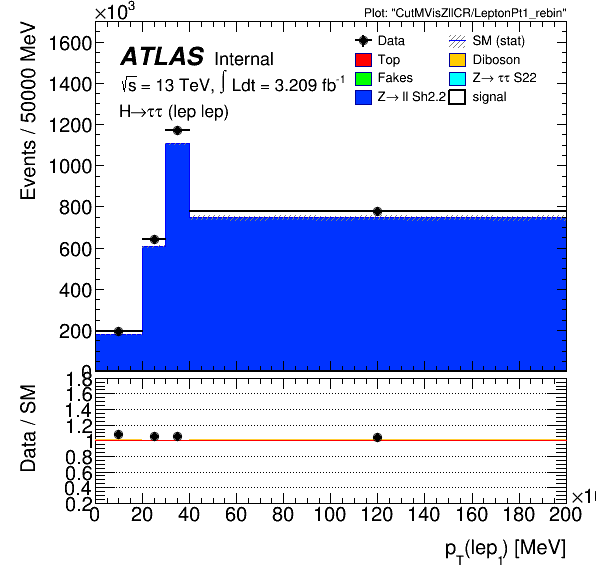 Plot: "CutMVisZllCR/LeptonPt1_rebin"
×10³
Events / 50000 MeV
1600
1400
1200
1000
800
600
400
200
0
ATLAS Internal
√s = 13 TeV, ∫ Ldt = 3.209 fb⁻¹
H→ττ (lep lep)
Data
Top
Fakes
Z→ ll Sh2.2
SM (stat)
Diboson
Z→ ττ S22
signal
Data / SM
1.8
1.6
1.4
1.2
1
0.8
0.6
0.4
0.2
0 20 40 60 80 100 120 140 160 180 200
p_T(lep_1) [MeV]